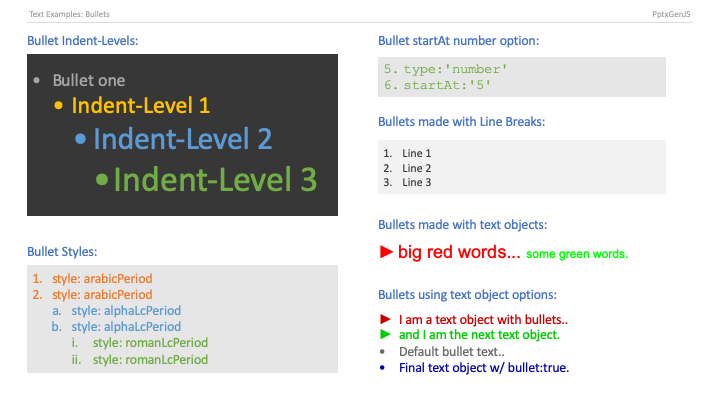 Text Examples: Bullets
PptxGenJS
Bullet Indent-Levels:
• Bullet one
• Indent-Level 1
• Indent-Level 2
• Indent-Level 3
Bullet Styles:
1. style: arabicPeriod
2. style: arabicPeriod
a. style: alphaLcPeriod
b. style: alphaLcPeriod
i. style: romanLcPeriod
ii. style: romanLcPeriod
Bullet startAt number option:
5. type:'number'
6. startAt:'5'
Bullets made with Line Breaks:
1. Line 1
2. Line 2
3. Line 3
Bullets made with text objects:
► big red words... some green words.
Bullets using text object options:
► I am a text object with bullets..
► and I am the next text object.
• Default bullet text..
• Final text object w/ bullet:true.